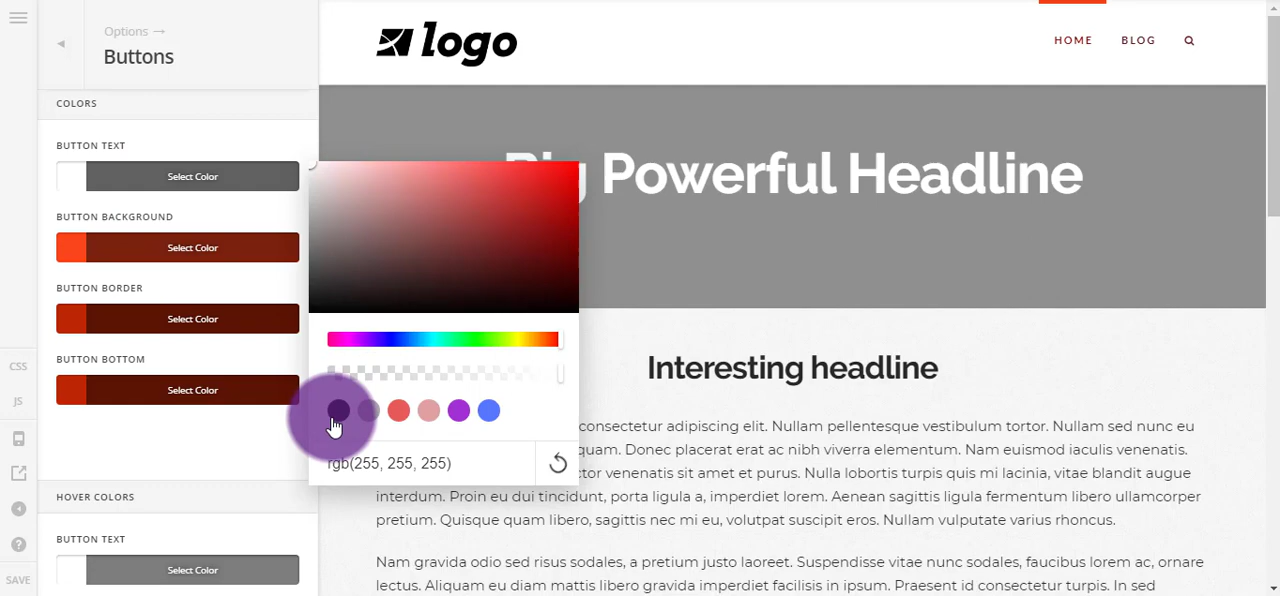 Options →
Buttons
COLORS
BUTTON TEXT
Select Color
BUTTON BACKGROUND
Select Color
BUTTON BORDER
Select Color
BUTTON BOTTOM
Select Color
HOVER COLORS
BUTTON TEXT
Select Color
CSS
JS
SAVE
rgb(255, 255, 255)
logo
HOME
BLOG
Big Powerful Headline
Interesting headline
consectetur adipiscing elit. Nullam pellentesque vestibulum tortor. Nullam sed nunc eu
quam. Donec placerat arc nibh viverra elementum. Nam euismod iaculis venenatis.
tor varius sit amet et purus. Nulla lobortis turpis quis mi lacinia, vitae blandit augue
interdum. Proin eu dui tincidunt, porta ligula a, imperdiet lorem. Aenean sagittis ligula fermentum libero ullamcorper
pretium. Quisque quam libero, sagittis nec mi eu, volutpat suscipit eros. Nullam vulputate varius rhoncus.
Nam gravida odio sed risus sodales, a pretium justo laoreet. Suspendisse vitae nunc sodales, faucibus lorem ac, ornare
lectus. Aliquam eu diam mattis libero gravida imperdiet facilisis in ipsum. Praesent id consectetur turpis. In sed